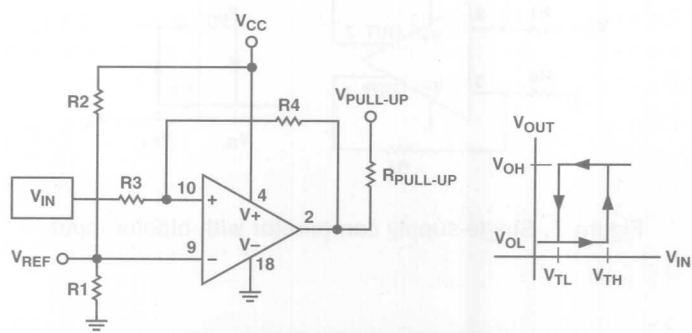 VCC
R2
R4
VPULL-UP
RPULL-UP
VOUT
VOH
VOL
VTL
VTH
VIN
VIN
R3
10
+
4
V+
2
V–
9
–
18
VREF
R1